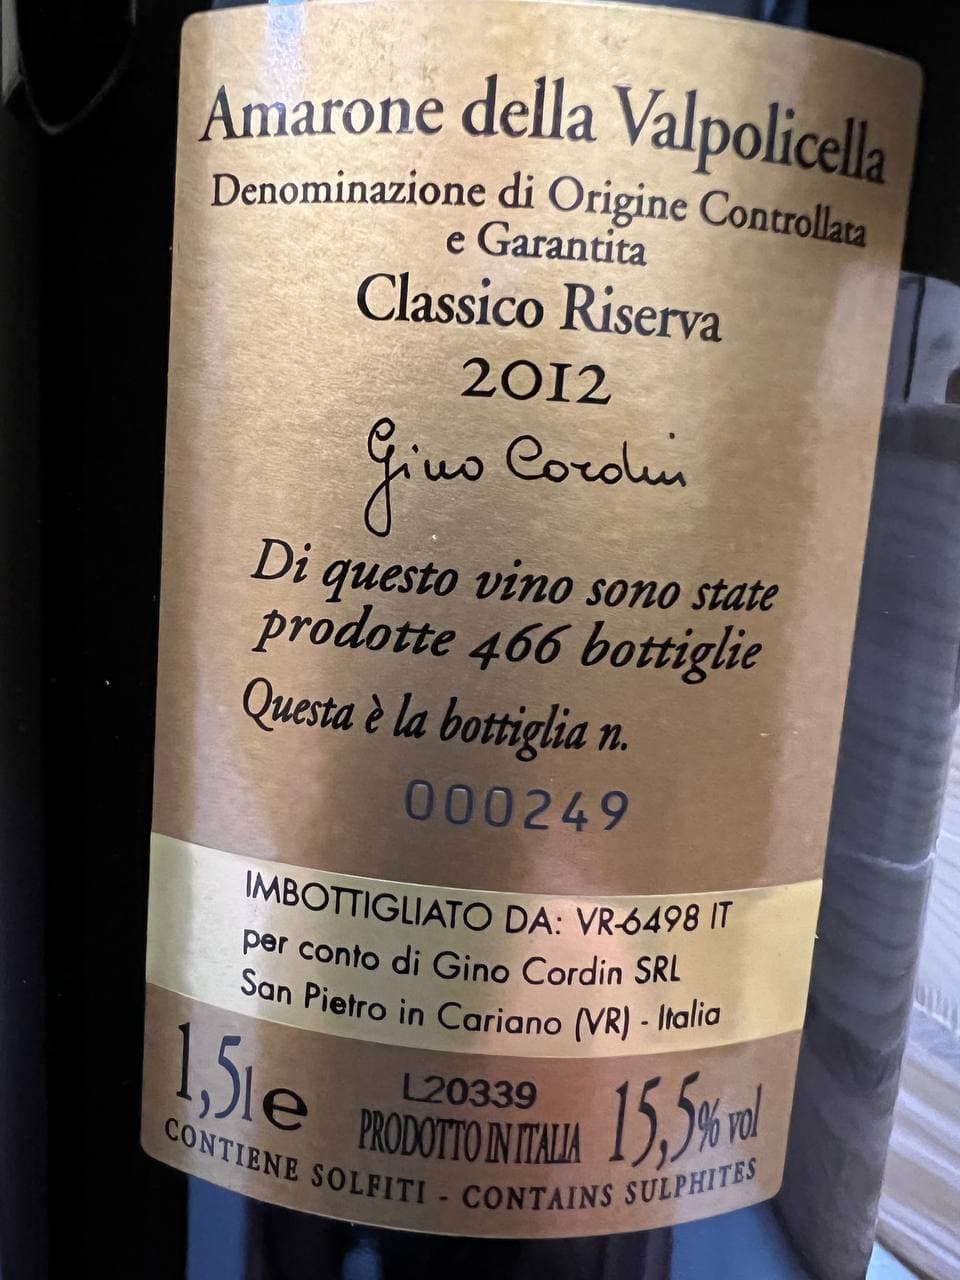 Amarone della Valpolicella
Denominazione di Origine Controllata
e Garantita
Classico Riserva
2012
Gino Cordin
Di questo vino sono state
prodotte 466 bottiglie
Questa è la bottiglia n.
000249
IMBOTTIGLIATO DA: VR-6498 IT
per conto di Gino Cordin SRL
San Pietro in Cariano (VR) - Italia
1,5l e L20339 15,5% vol
PRODOTTO IN ITALIA
CONTIENE SOLFITI - CONTAINS SULPHITES